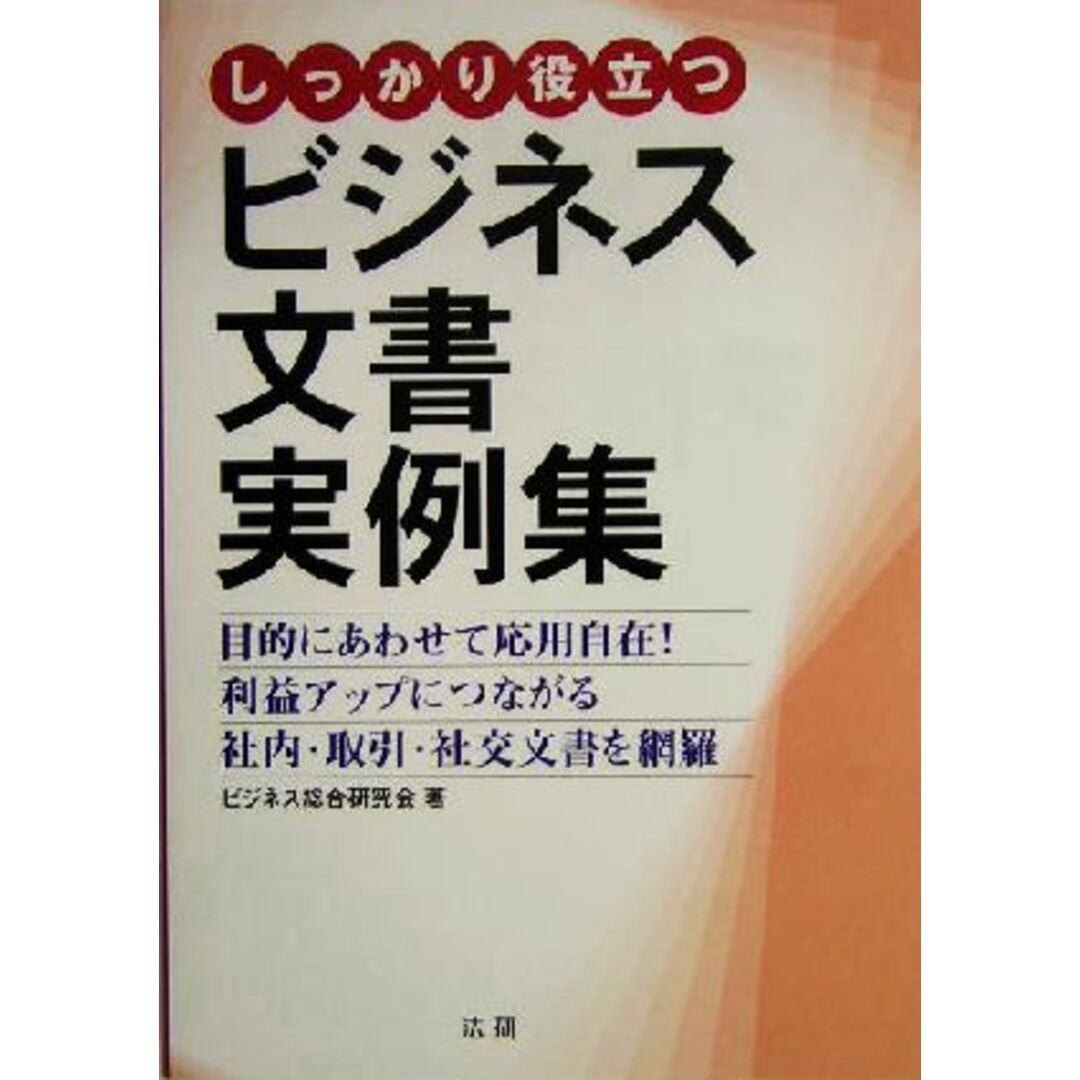 しっかり役立つ
ビジネス
文書
実例集
目的にあわせて応用自在!
利益アップにつながる
社内・取引・社交文書を網羅
ビジネス総合研究会 著
法研